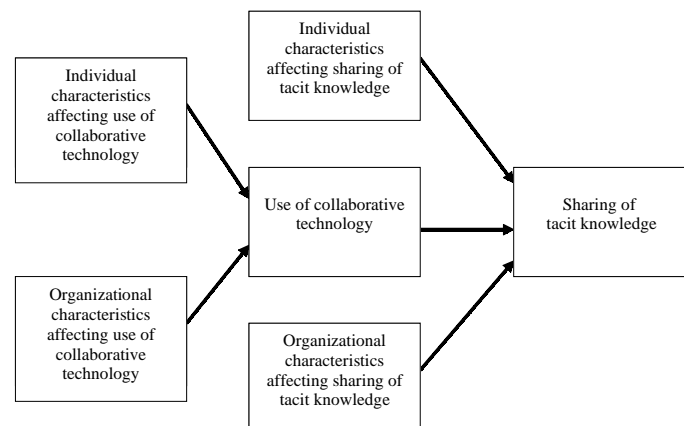 Individual
characteristics
affecting sharing of
tacit knowledge
Individual
characteristics
affecting use of
collaborative
technology
Use of collaborative
technology
Sharing of
tacit knowledge
Organizational
characteristics
affecting use of
collaborative
technology
Organizational
characteristics
affecting sharing of
tacit knowledge